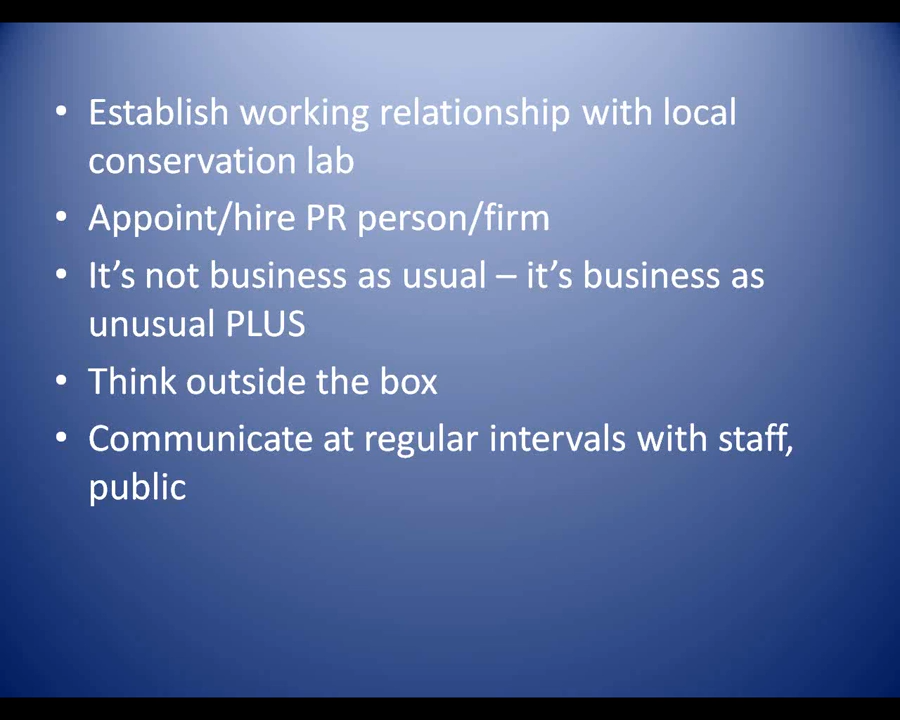 • Establish working relationship with local
conservation lab
• Appoint/hire PR person/firm
• It’s not business as usual – it’s business as
unusual PLUS
• Think outside the box
• Communicate at regular intervals with staff,
public